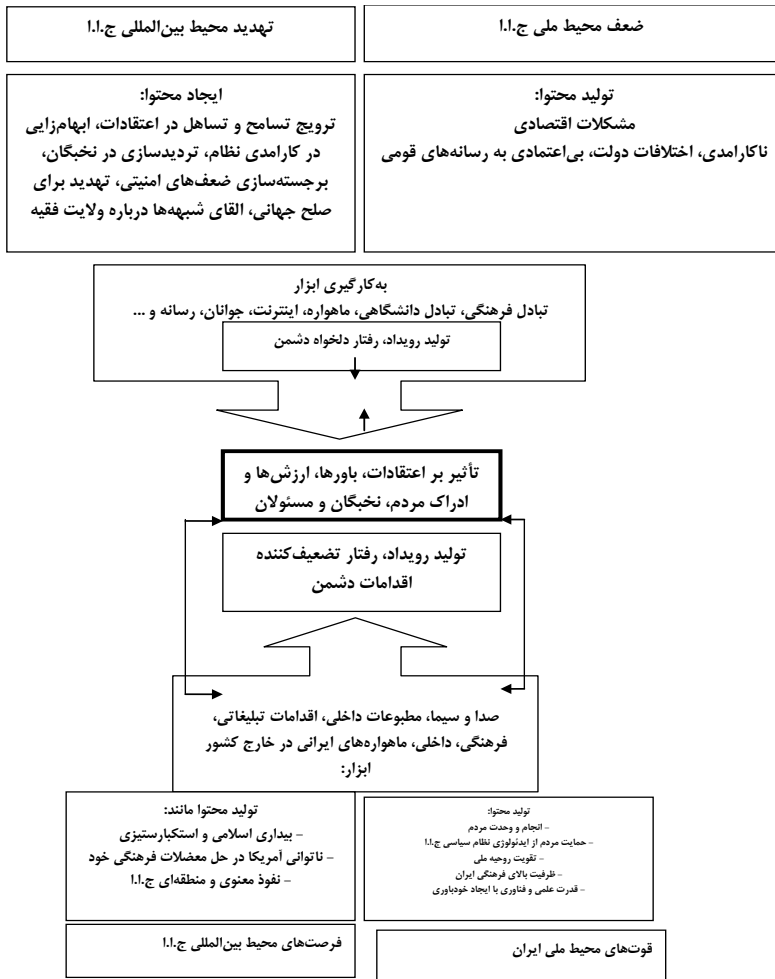 ضعف محیط ملی ج.ا.ا
تهدید محیط بین‌المللی ج.ا.ا
تولید محتوا:
مشکلات اقتصادی
ناکارامدی، اختلافات دولت، بی‌اعتمادی به رسانه‌های قومی
ایجاد محتوا:
ترویج تسامح و تساهل در اعتقادات، ابهام‌زایی
در کارامدی نظام، تردیدسازی در نخبگان،
برجسته‌سازی ضعف‌های امنیتی، تهدید برای
صلح جهانی، القای شبهه‌ها درباره ولایت فقیه
به‌کارگیری ابزار
تبادل فرهنگی، تبادل دانشگاهی، ماهواره، اینترنت، جوانان، رسانه و ...
تولید رویداد، رفتار دلخواه دشمن
تأثیر بر اعتقادات، باورها، ارزش‌ها و
ادراک مردم، نخبگان و مسئولان
تولید رویداد، رفتار تضعیف‌کننده
اقدامات دشمن
صدا و سیما، مطبوعات داخلی، اقدامات تبلیغاتی،
فرهنگی، داخلی، ماهواره‌های ایرانی در خارج کشور
ابزار:
تولید محتوا:
– انجام و وحدت مردم
– حمایت مردم از ایدئولوژی نظام سیاسی ج.ا.ا
– تقویت روحیه ملی
– ظرفیت بالای فرهنگی ایران
– قدرت علمی و فناوری با ایجاد خودباوری
تولید محتوا مانند:
– بیداری اسلامی و استکبارستیزی
– ناتوانی آمریکا در حل معضلات فرهنگی خود
– نفوذ معنوی و منطقه‌ای ج.ا.ا
قوت‌های محیط ملی ایران
فرصت‌های محیط بین‌المللی ج.ا.ا